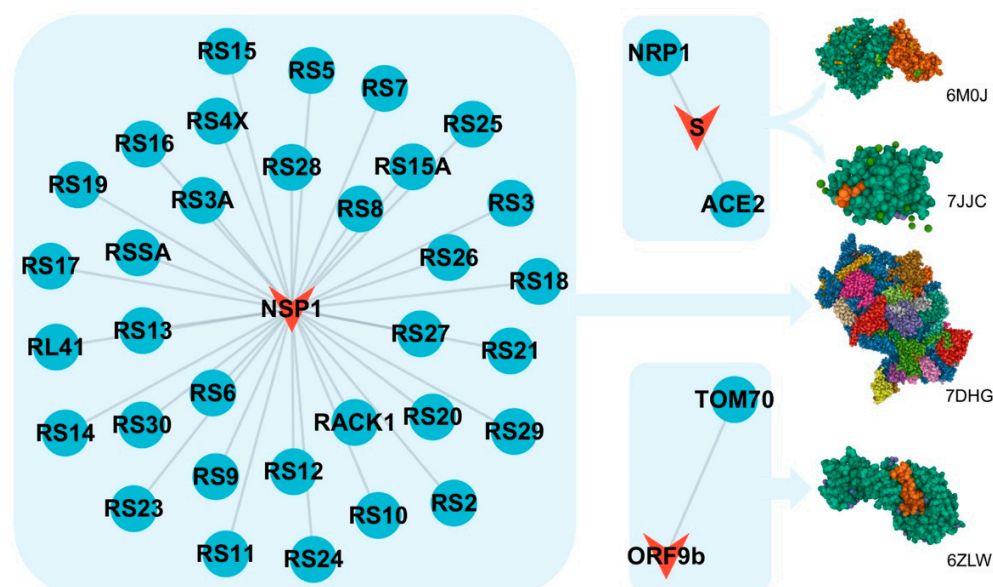 RS15
RS5
RS7
RS4X
RS25
RS16
RS28
RS15A
RS19
RS3A
RS8
RS3
RSSA
RS26
RS17
RS18
NSP1
RS13
RS27
RL41
RS21
RS6
RS20
RS14
RS30
RACK1
RS29
RS9
RS12
RS23
RS10
RS2
RS11
RS24
NRP1
S
ACE2
TOM70
ORF9b
6M0J
7JJC
7DHG
6ZLW